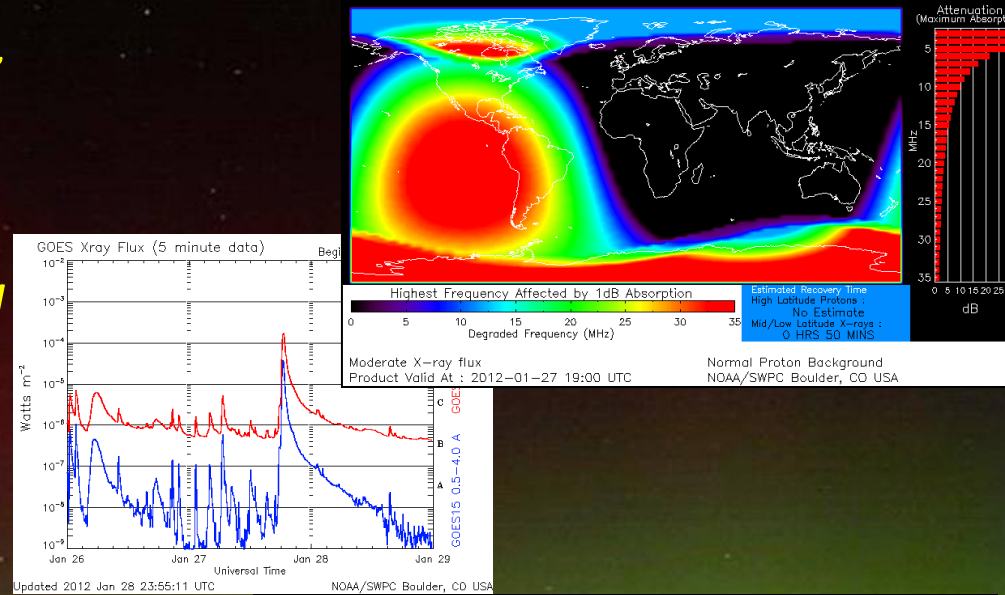 Attenuation
5
10
15
20
25
30
35
MHz
0 5 10 15 20 25
dB
Highest Frequency Affected by 1dB Absorption
0 5 10 15 20 25 30 35
Degraded Frequency (MHz)
Estimated Recovery Time
High Latitude Protons :
No Estimate
Mid/Low Latitude X-rays :
0 HRS 50 MINS
Moderate X-ray flux
Normal Proton Background
Product Valid At : 2012-01-27 19:00 UTC
NOAA/SWPC Boulder, CO USA
GOES Xray Flux (5 minute data)
10⁻²
10⁻³
10⁻⁴
10⁻⁵
10⁻⁶
10⁻⁷
10⁻⁸
10⁻⁹
Watts m⁻²
C
B
A
GOES15 0.5-4.0 A
Jan 26 Jan 27 Jan 28 Jan 29
Universal Time
Updated 2012 Jan 28 23:55:11 UTC
NOAA/SWPC Boulder, CO USA